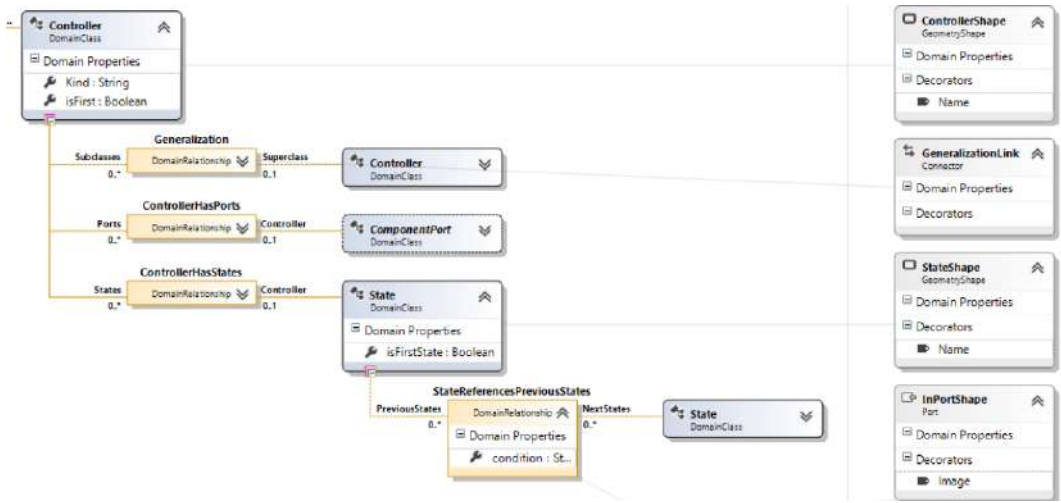 Controller
DomainClass
Domain Properties
Kind : String
isFirst : Boolean
Generalization
Subclasses
DomainRelationship
Superclass
0..*
0..1
Controller
DomainClass
ControllerHasPorts
Ports
DomainRelationship
Controller
0..*
0..1
ComponentPort
DomainClass
ControllerHasStates
States
DomainRelationship
Controller
0..*
0..1
State
DomainClass
Domain Properties
isFirstState : Boolean
StateReferencesPreviousStates
PreviousStates
DomainRelationship
NextStates
0..*
0..*
Domain Properties
condition : St...
State
DomainClass
ControllerShape
GeometryShape
Domain Properties
Decorators
Name
GeneralizationLink
Connector
Domain Properties
Decorators
StateShape
GeometryShape
Domain Properties
Decorators
Name
InPortShape
Port
Domain Properties
Decorators
Image